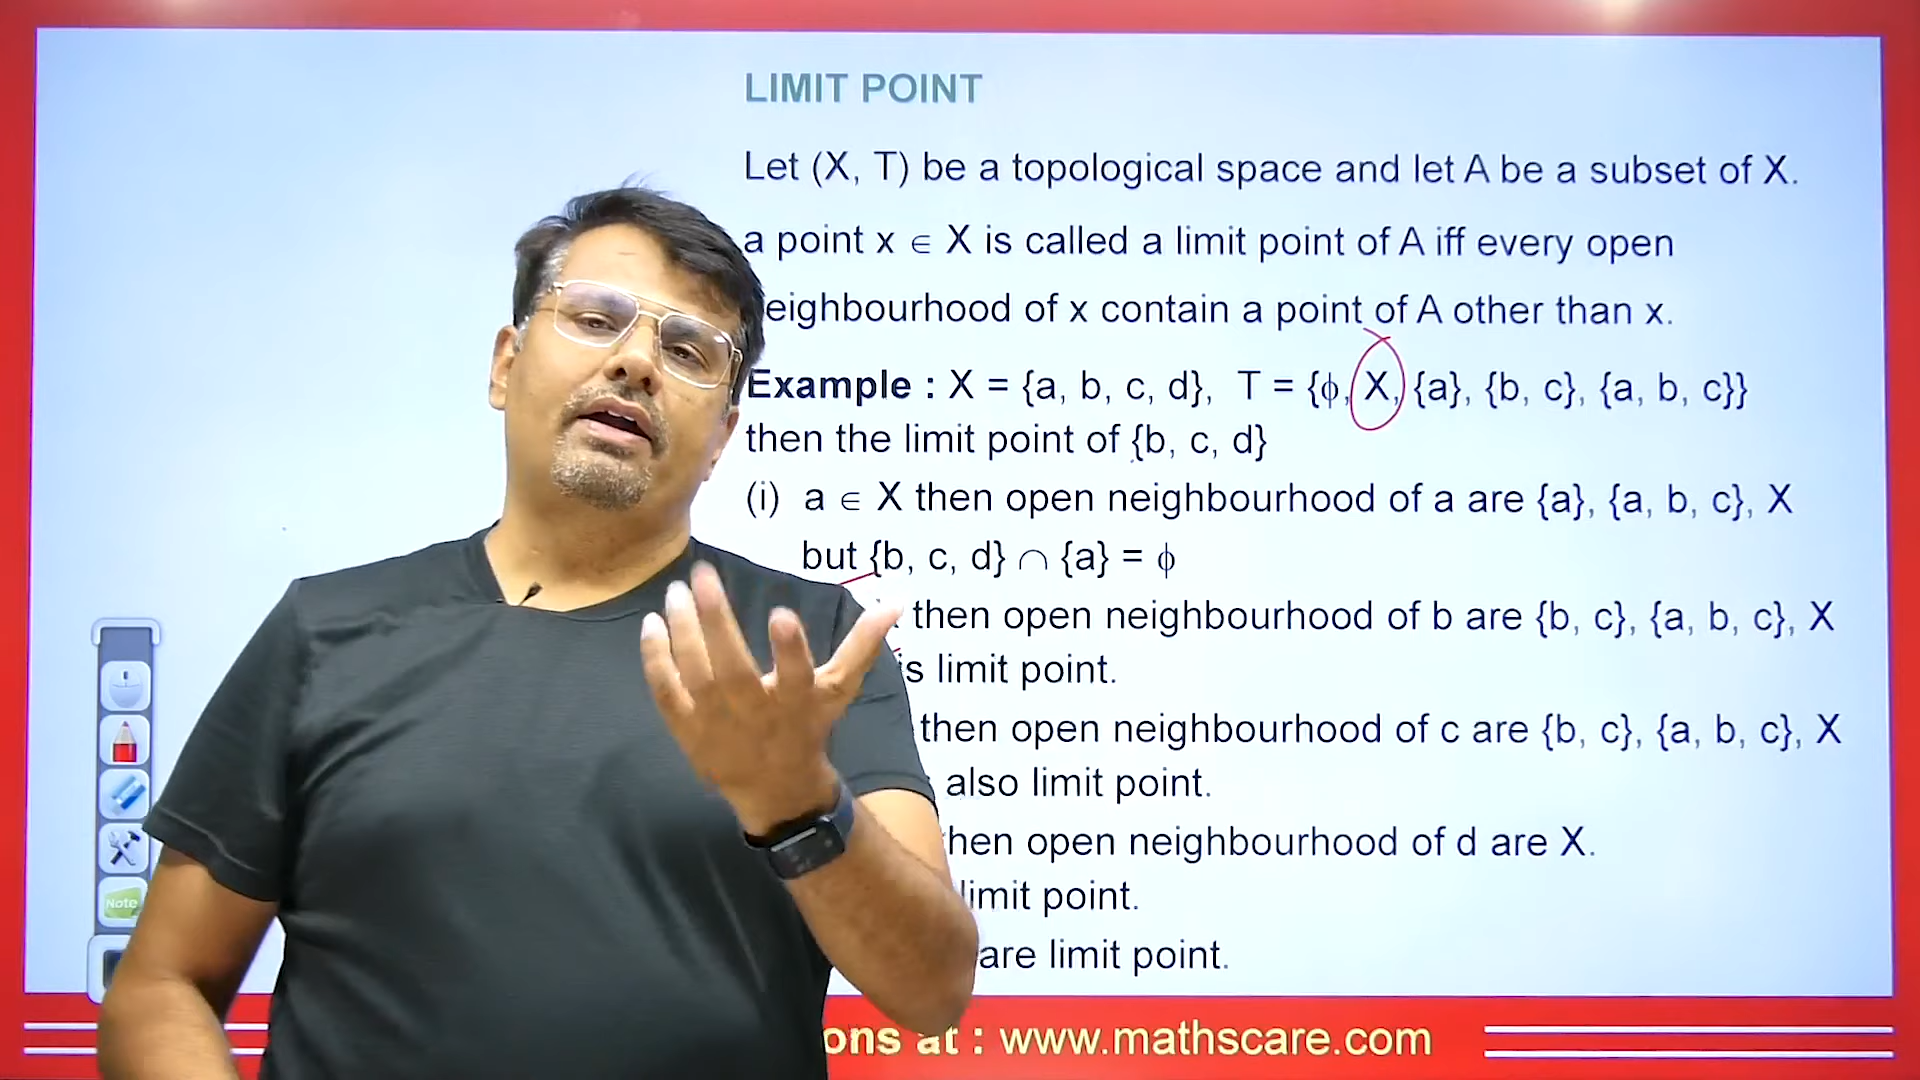 LIMIT POINT
Let (X, T) be a topological space and let A be a subset of X.
a point x ∈ X is called a limit point of A iff every open
eighbourhood of x contain a point of A other than x.
Example : X = {a, b, c, d}, T = {ϕ, X, {a}, {b, c}, {a, b, c}}
then the limit point of {b, c, d}
(i) a ∈ X then open neighbourhood of a are {a}, {a, b, c}, X
but {b, c, d} ∩ {a} = ϕ
then open neighbourhood of b are {b, c}, {a, b, c}, X
is limit point.
then open neighbourhood of c are {b, c}, {a, b, c}, X
also limit point.
hen open neighbourhood of d are X.
limit point.
are limit point.
Note
ons at : www.mathscare.com